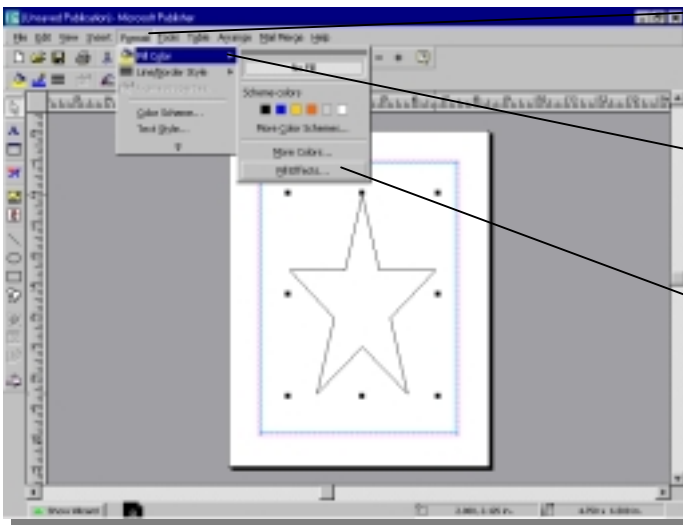 (Unsaved Publication) - Microsoft Publisher
File Edit View Insert Format Tools Table Arrange Mail Merge Help
Fill Color
No Fill
Line/Border Style
Scheme colors
Color Scheme...
More Color Schemes...
Text Style...
More Colors...
Fill Effects...
Show Wizard